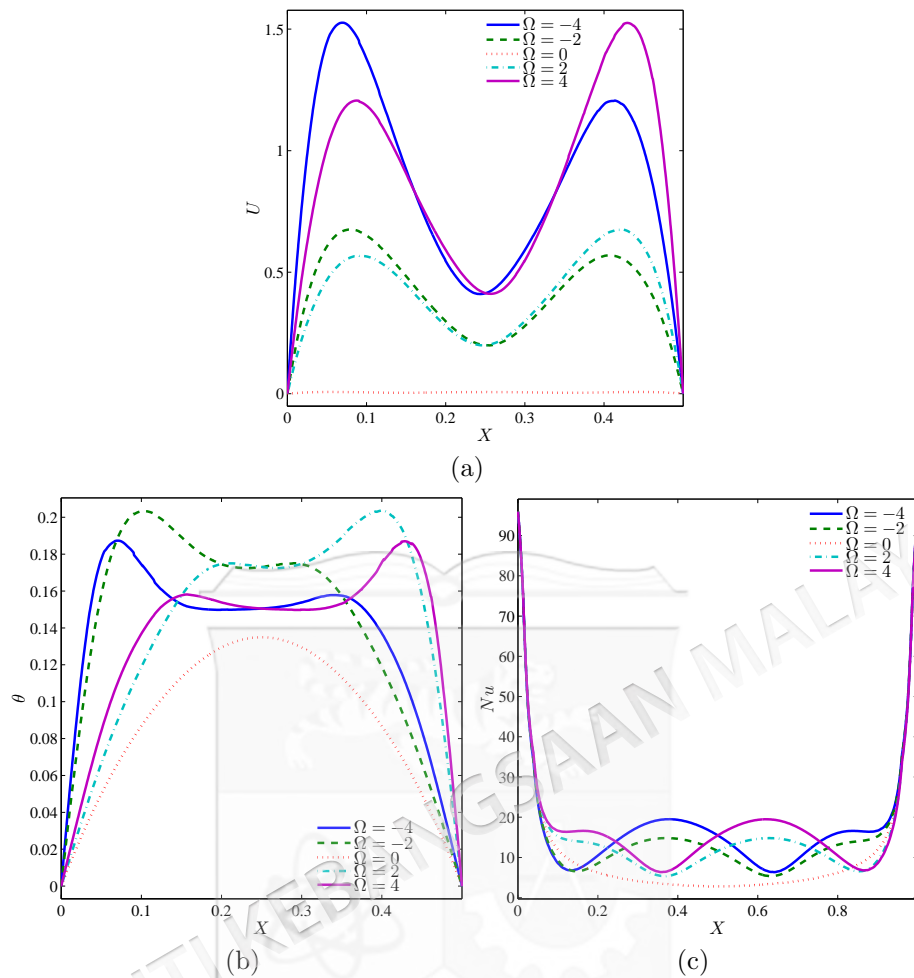 1.5
1
0.5
0
U
Ω = −4
Ω = −2
Ω = 0
Ω = 2
Ω = 4
0 0.1 0.2 0.3 0.4
X
(a)
0.2
0.18
0.16
0.14
0.12
0.1
0.08
0.06
0.04
0.02
0
θ
Ω = −4
Ω = −2
Ω = 0
Ω = 2
Ω = 4
0 0.1 0.2 0.3 0.4
X
(b)
90
80
70
60
50
40
30
20
10
0
Nu
Ω = −4
Ω = −2
Ω = 0
Ω = 2
Ω = 4
0 0.2 0.4 0.6 0.8
X
(c)
ITI KEBANGSAAN MALAY